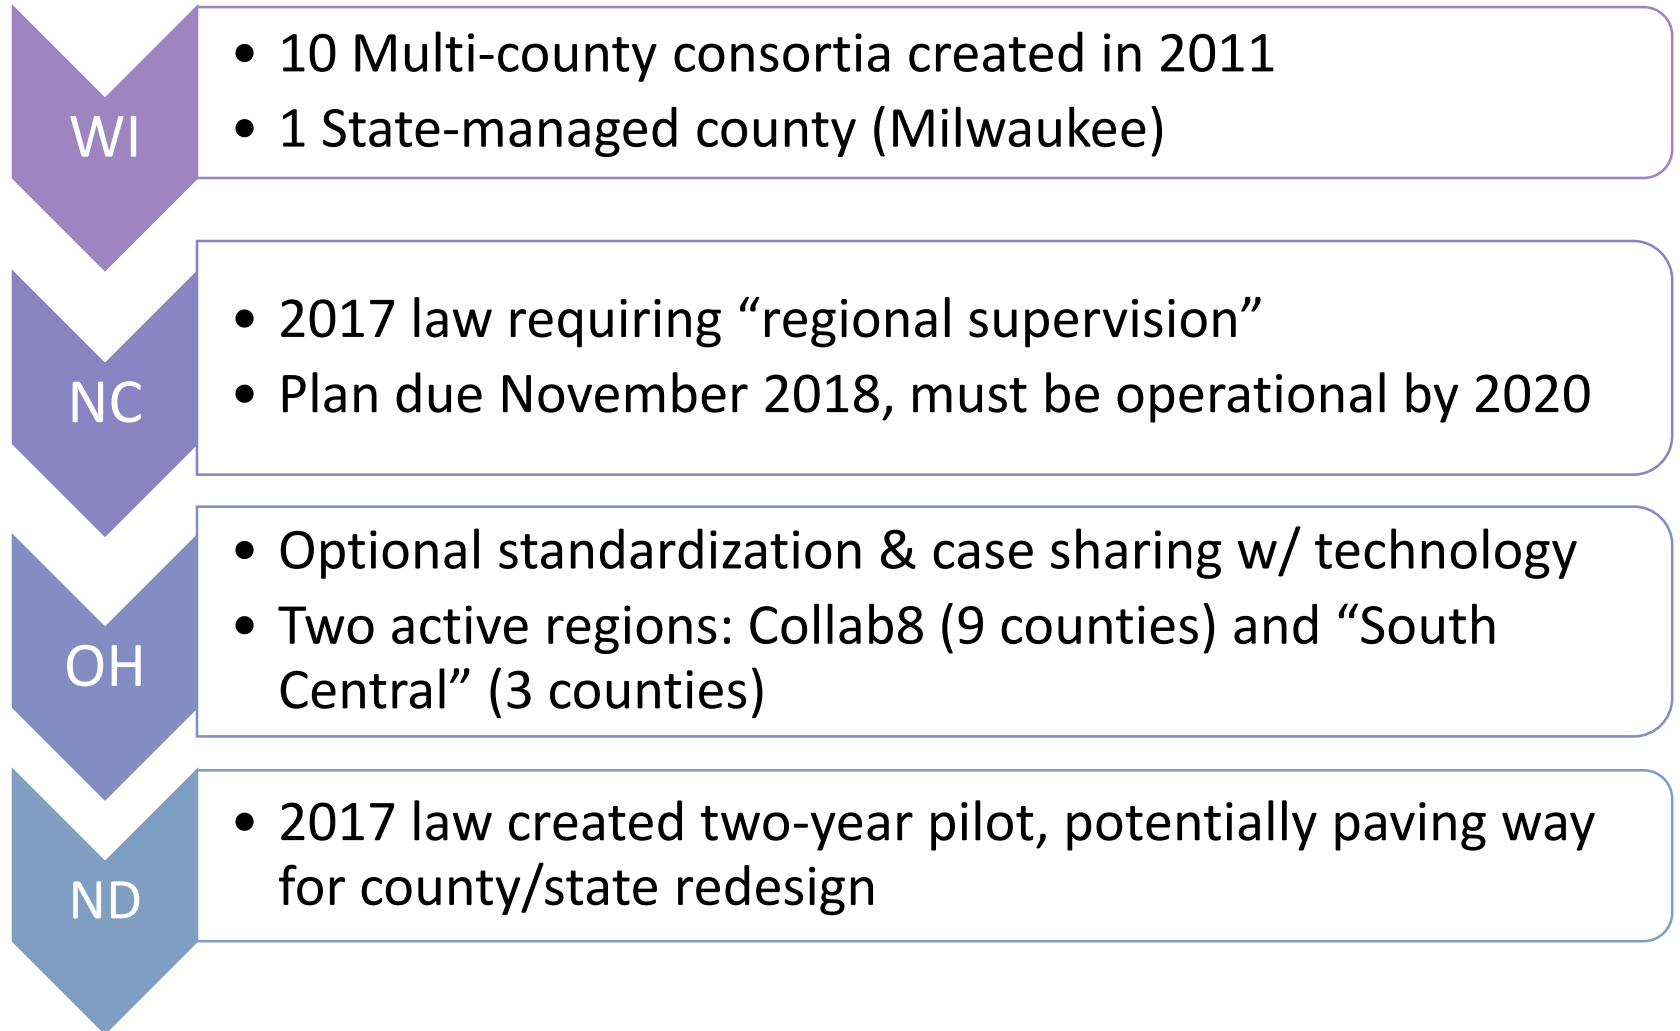 WI
• 10 Multi-county consortia created in 2011
• 1 State-managed county (Milwaukee)
NC
• 2017 law requiring “regional supervision”
• Plan due November 2018, must be operational by 2020
OH
• Optional standardization & case sharing w/ technology
• Two active regions: Collab8 (9 counties) and “South
Central” (3 counties)
ND
• 2017 law created two-year pilot, potentially paving way
for county/state redesign